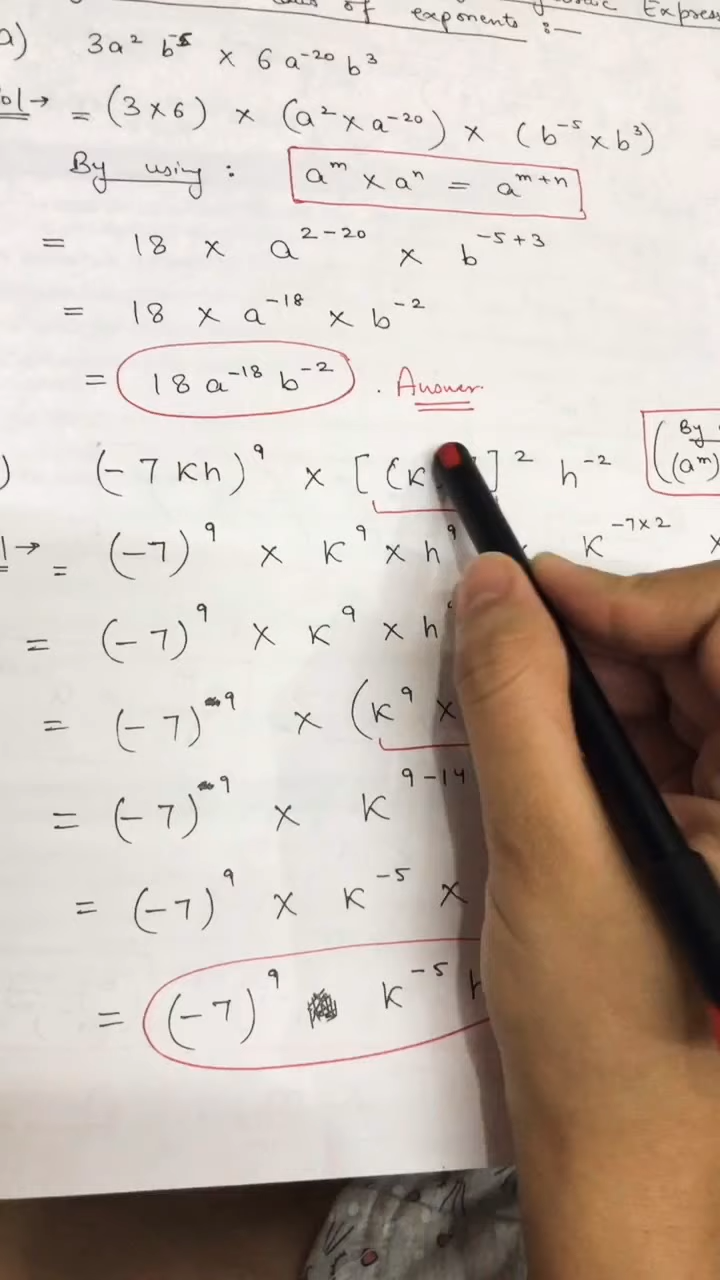 of exponents :— Express
a) 3a² b⁻⁵ × 6 a⁻²⁰ b³
Sol → = (3 × 6) × (a² × a⁻²⁰) × (b⁻⁵ × b³)
By using : aᵐ × aⁿ = aᵐ⁺ⁿ
= 18 × a²⁻²⁰ × b⁻⁵⁺³
= 18 × a⁻¹⁸ × b⁻²
= 18 a⁻¹⁸ b⁻² . Answer
) (-7 Kh)⁹ × [(K ]² h⁻² (By
((aᵐ)
→ = (-7)⁹ × K⁹ × h⁹ K⁻⁷ˣ² ×
= (-7)⁹ × K⁹ × h
= (-7)⁹ × (K⁹ ×
= (-7)⁹ × K⁹⁻¹⁴
= (-7)⁹ × K⁻⁵ ×
= (-7)⁹ K⁻⁵ h